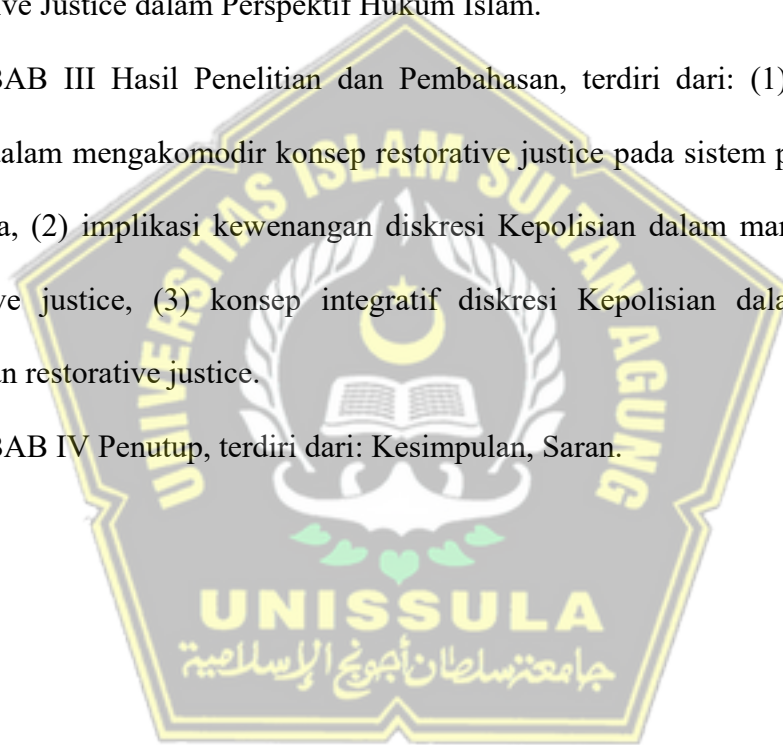 ve Justice dalam Perspektif Hukum Islam.
BAB III Hasil Penelitian dan Pembahasan, terdiri dari: (1)
dalam mengakomodir konsep restorative justice pada sistem p
a, (2) implikasi kewenangan diskresi Kepolisian dalam man
ve justice, (3) konsep integratif diskresi Kepolisian dala
n restorative justice.
BAB IV Penutup, terdiri dari: Kesimpulan, Saran.
UNIVERSITAS ISLAM SULTAN AGUNG
UNISSULA
جامعة سلطان أجونج الإسلامية